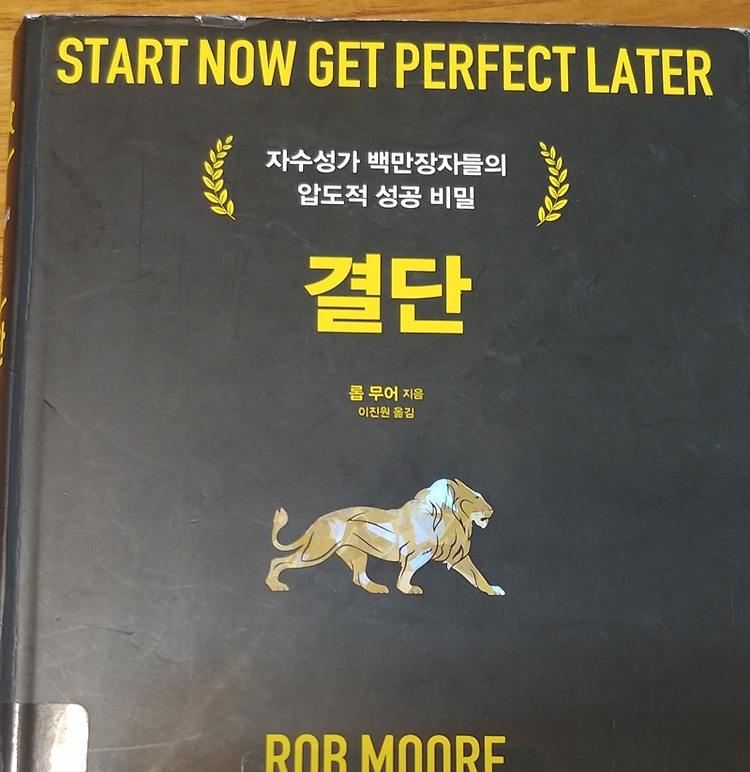 START NOW GET PERFECT LATER
자수성가 백만장자들의
압도적 성공 비밀
결단
롭 무어 지음
이진원 옮김
ROB MOORE